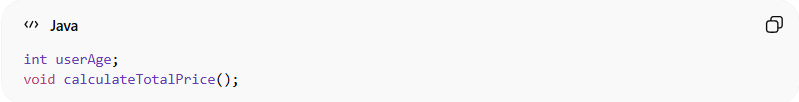 </> Java
int userAge;
void calculateTotalPrice();